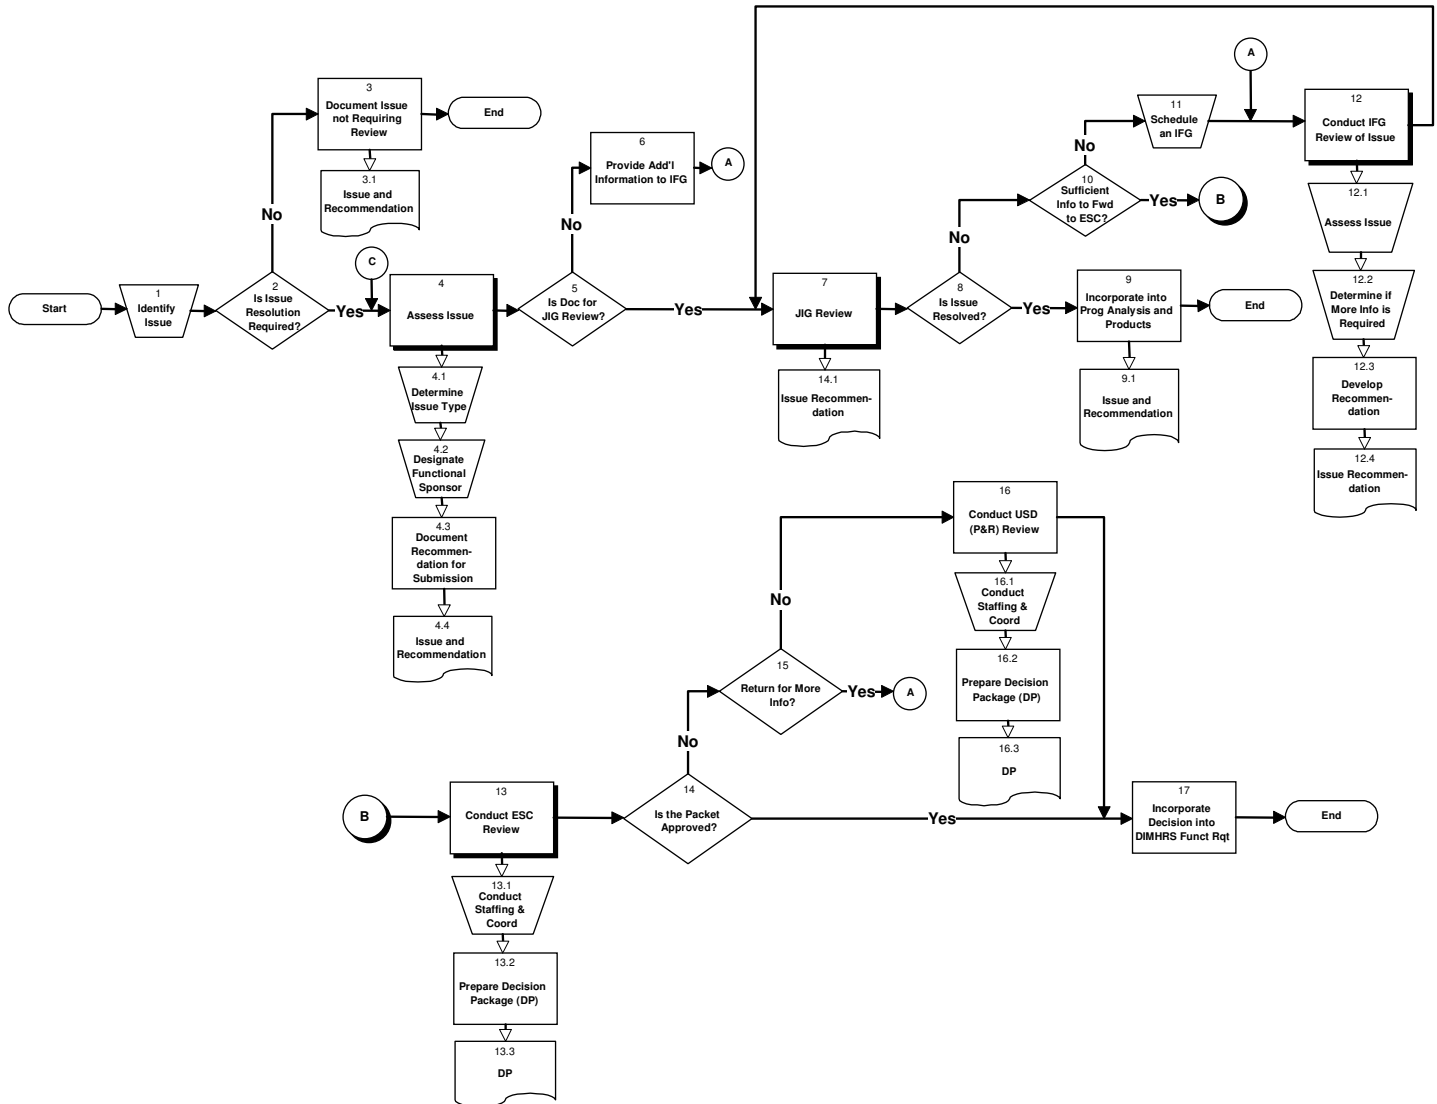 Start
1
Identify
Issue
2
Is Issue
Resolution
Required?
No
3
Document Issue
not Requiring
Review
End
3.1
Issue and
Recommendation
Yes
C
4
Assess Issue
4.1
Determine
Issue Type
4.2
Designate
Functional
Sponsor
4.3
Document
Recommen-
dation for
Submission
4.4
Issue and
Recommendation
5
Is Doc for
JIG Review?
No
6
Provide Add'l
Information to IFG
A
Yes
7
JIG Review
14.1
Issue Recommen-
dation
8
Is Issue
Resolved?
Yes
9
Incorporate into
Prog Analysis and
Products
End
9.1
Issue and
Recommendation
No
10
Sufficient
Info to Fwd
to ESC?
Yes
B
No
11
Schedule
an IFG
A
12
Conduct IFG
Review of Issue
12.1
Assess Issue
12.2
Determine if
More Info is
Required
12.3
Develop
Recommen-
dation
12.4
Issue Recommen-
dation
B
13
Conduct ESC
Review
13.1
Conduct
Staffing &
Coord
13.2
Prepare Decision
Package (DP)
13.3
DP
14
Is the Packet
Approved?
No
15
Return for More
Info?
Yes
A
No
16
Conduct USD
(P&R) Review
16.1
Conduct
Staffing &
Coord
16.2
Prepare Decision
Package (DP)
16.3
DP
Yes
17
Incorporate
Decision into
DIMHRS Funct Rqt
End